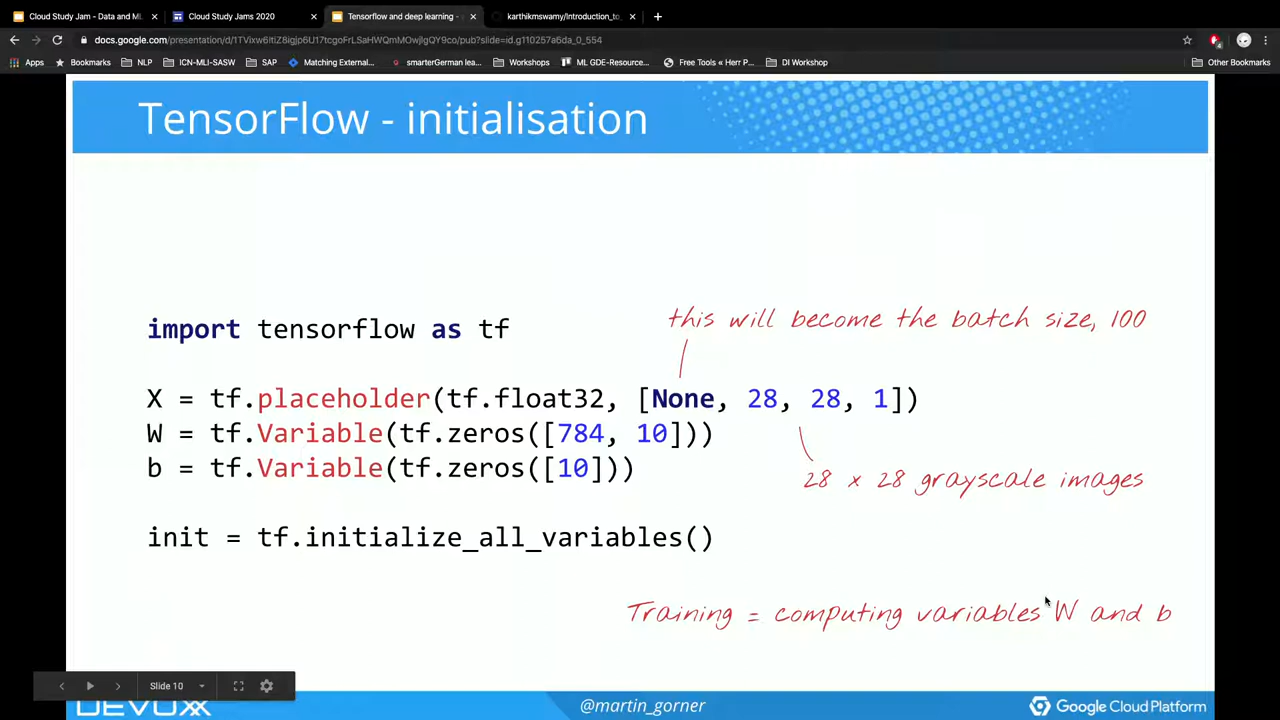 Cloud Study Jam - Data and ML
Cloud Study Jams 2020
Tensorflow and deep learning -
karthikmswamy/Introduction_to_
docs.google.com/presentation/d/1TVixw6ItiZ8igjp6U17tcgoFrLSaHWQmMOwjlgQY9co/pub?slide=id.g110257a6da_0_554
Apps Bookmarks NLP ICN-MLI-SASW SAP Matching External... smarterGerman lea... Workshops ML GDE-Resource... Free Tools « Herr P... DI Workshop Other Bookmarks
TensorFlow - initialisation
this will become the batch size, 100
import tensorflow as tf
X = tf.placeholder(tf.float32, [None, 28, 28, 1])
W = tf.Variable(tf.zeros([784, 10]))
b = tf.Variable(tf.zeros([10]))
28 x 28 grayscale images
init = tf.initialize_all_variables()
Training = computing variables W and b
Slide 10
DEVOXX
@martin_gorner
Google Cloud Platform